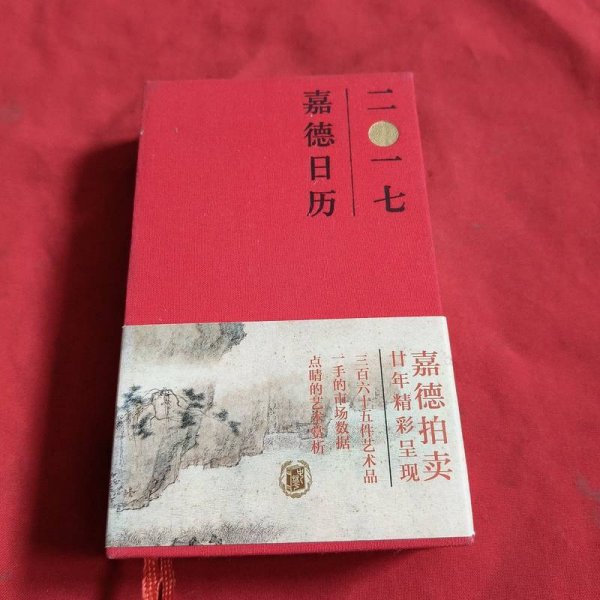 二〇一七
嘉德日历
嘉德拍卖
廿年精彩呈现
三百六十五件艺术品
一手的市场数据
点睛的艺术赏析